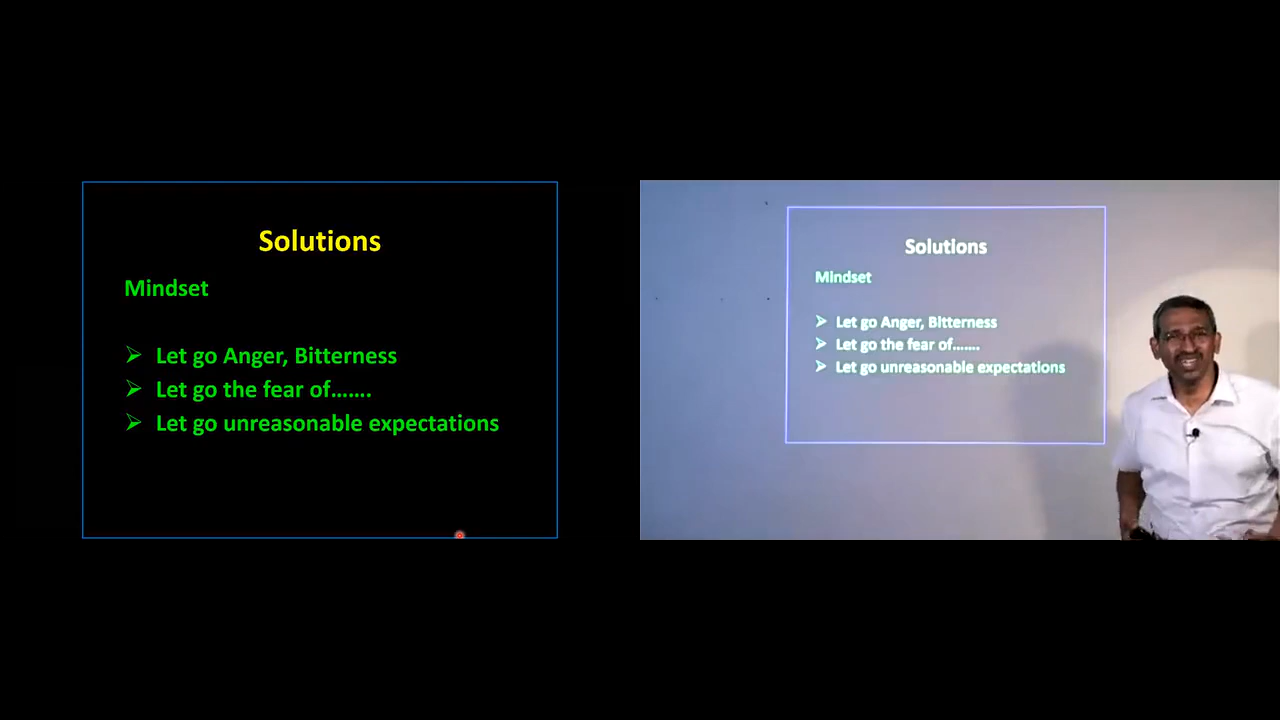 Solutions
Mindset
➢ Let go Anger, Bitterness
➢ Let go the fear of.......
➢ Let go unreasonable expectations
Solutions
Mindset
➢ Let go Anger, Bitterness
➢ Let go the fear of.......
➢ Let go unreasonable expectations